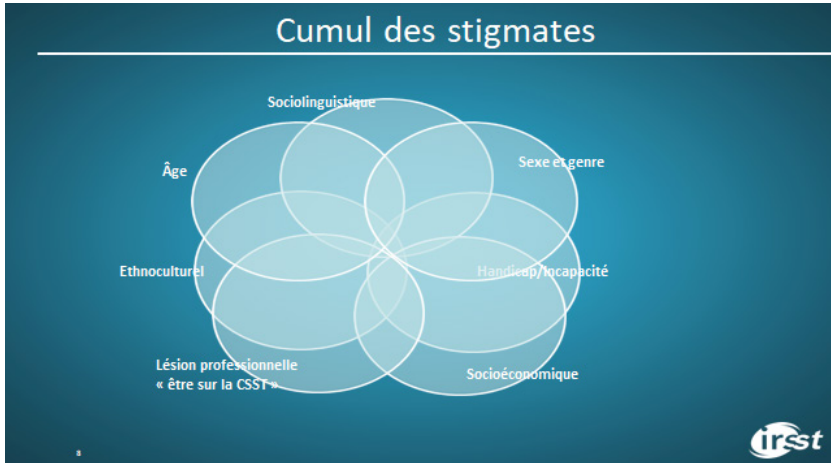 Cumul des stigmates
Sociolinguistique
Âge
Sexe et genre
Ethnoculturel
Handicap/Incapacité
Lésion professionnelle
« être sur la CSST »
Socioéconomique
8
irsst